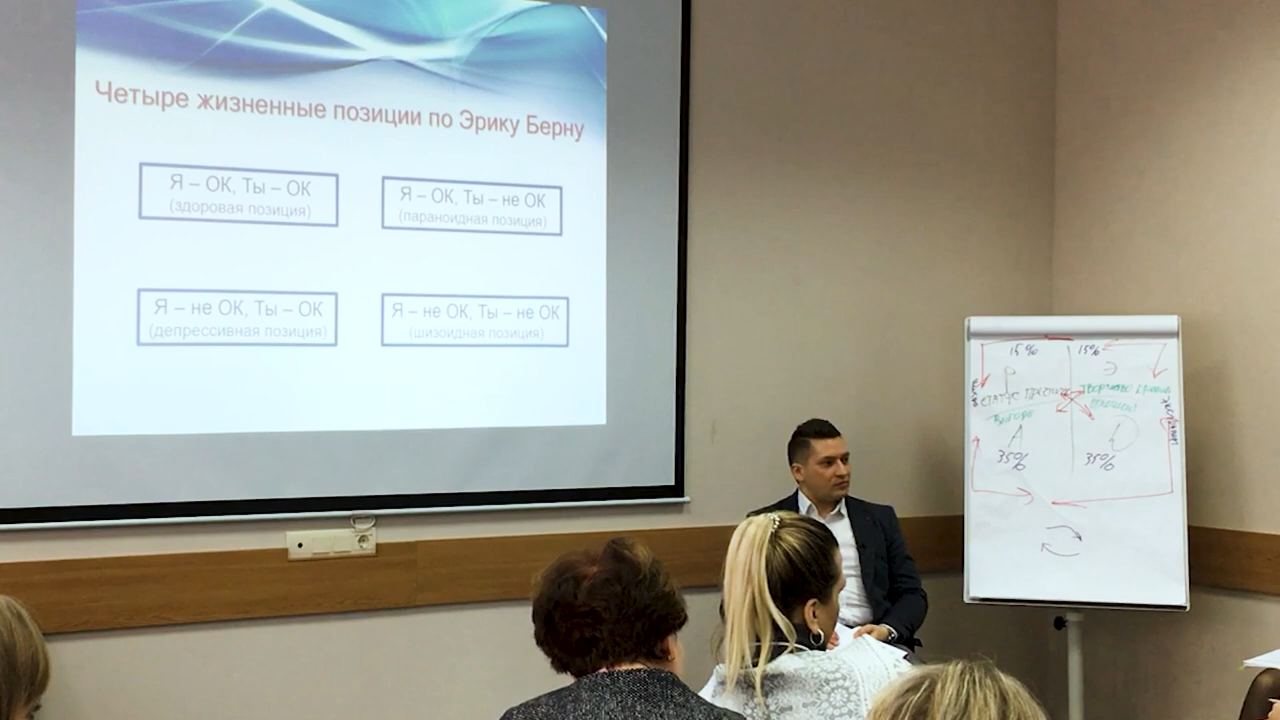 Четыре жизненные позиции по Эрику Берну
Я – ОК, Ты – ОК
(здоровая позиция)
Я – ОК, Ты – не ОК
(параноидная позиция)
Я – не ОК, Ты – ОК
(депрессивная позиция)
Я – не ОК, Ты – не ОК
(шизоидная позиция)
15%
15%
Р
Э
СТАТУС
А
35%
35%